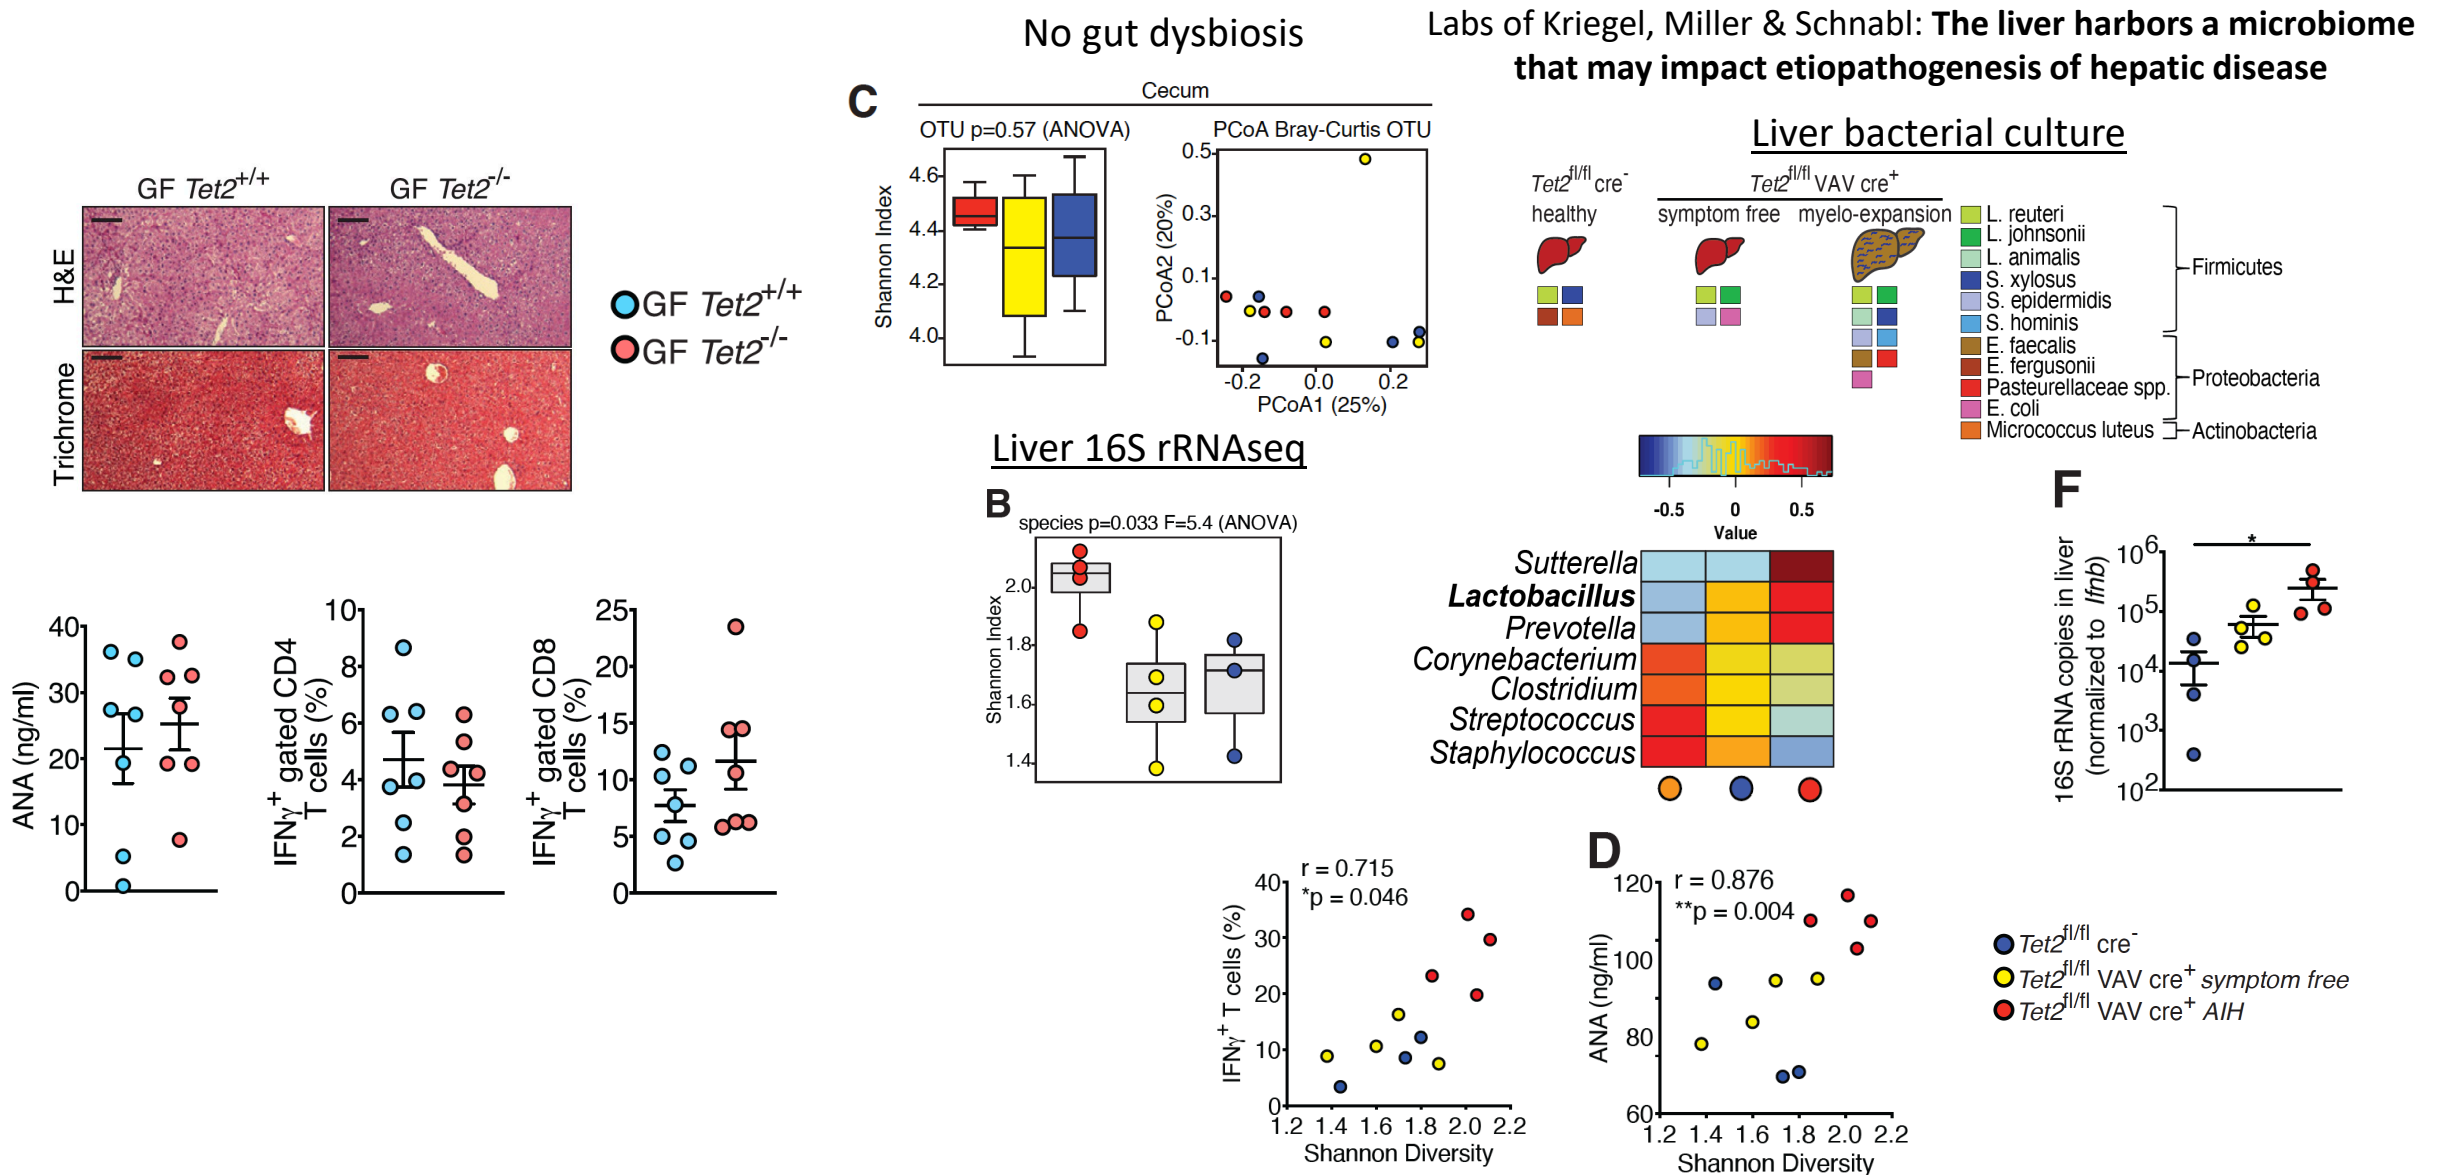 No gut dysbiosis
Labs of Kriegel, Miller & Schnabl: The liver harbors a microbiome
that may impact etiopathogenesis of hepatic disease
GF Tet2+/+
GF Tet2-/-
H&E
Trichrome
GF Tet2+/+
GF Tet2-/-
ANA (ng/ml)
40
30
20
10
0
IFNγ+ gated CD4
T cells (%)
10
8
6
4
2
0
IFNγ+ gated CD8
T cells (%)
25
20
15
10
5
0
C
Cecum
OTU p=0.57 (ANOVA)
Shannon Index
4.6
4.4
4.2
4.0
PCoA Bray-Curtis OTU
PCoA2 (20%)
0.5
0.3
0.1
-0.1
-0.2 0.0 0.2
PCoA1 (25%)
Liver 16S rRNAseq
B
species p=0.033 F=5.4 (ANOVA)
Shannon Index
2.0
1.8
1.6
1.4
Liver bacterial culture
Tet2fl/fl cre-
healthy
Tet2fl/fl VAV cre+
symptom free
myelo-expansion
L. reuteri
L. johnsonii
L. animalis
S. xylosus
S. epidermidis
S. hominis
E. faecalis
E. fergusonii
Pasteurellaceae spp.
E. coli
Micrococcus luteus
Firmicutes
Proteobacteria
Actinobacteria
-0.5 0 0.5
Value
Sutterella
Lactobacillus
Prevotella
Corynebacterium
Clostridium
Streptococcus
Staphylococcus
F
16S rRNA copies in liver
(normalized to Ifnb)
10^6
10^5
10^4
10^3
10^2
*
r = 0.715
*p = 0.046
IFNγ+ T cells (%)
40
30
20
10
0
1.2 1.4 1.6 1.8 2.0 2.2
Shannon Diversity
D
r = 0.876
**p = 0.004
ANA (ng/ml)
120
100
80
60
1.2 1.4 1.6 1.8 2.0 2.2
Shannon Diversity
Tet2fl/fl cre-
Tet2fl/fl VAV cre+ symptom free
Tet2fl/fl VAV cre+ AIH